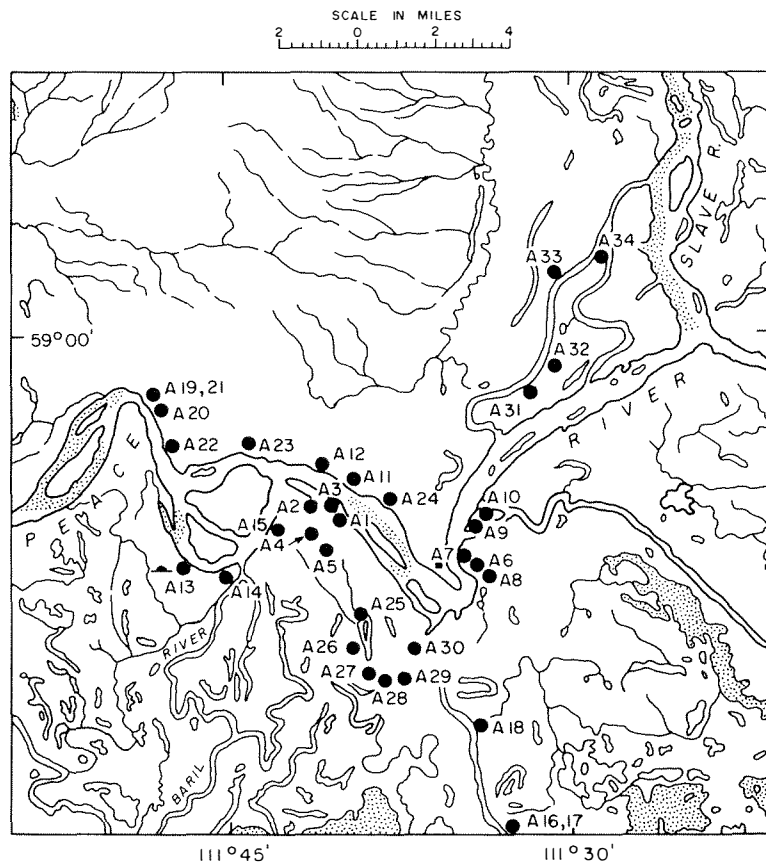 SCALE IN MILES
2 0 2 4
SLAVE R.
A34
A33
59°00'
A32
A31
A19,21
A20
A22
A23
A12
A11
A24
RIVER
PEACE
A3
A2
A1
A10
A9
A15
A4
A5
A7
A6
A8
A13
A14
A25
RIVER
A26
A30
A27
A28
A29
A18
BARIL
A16,17
111°45'
111°30'